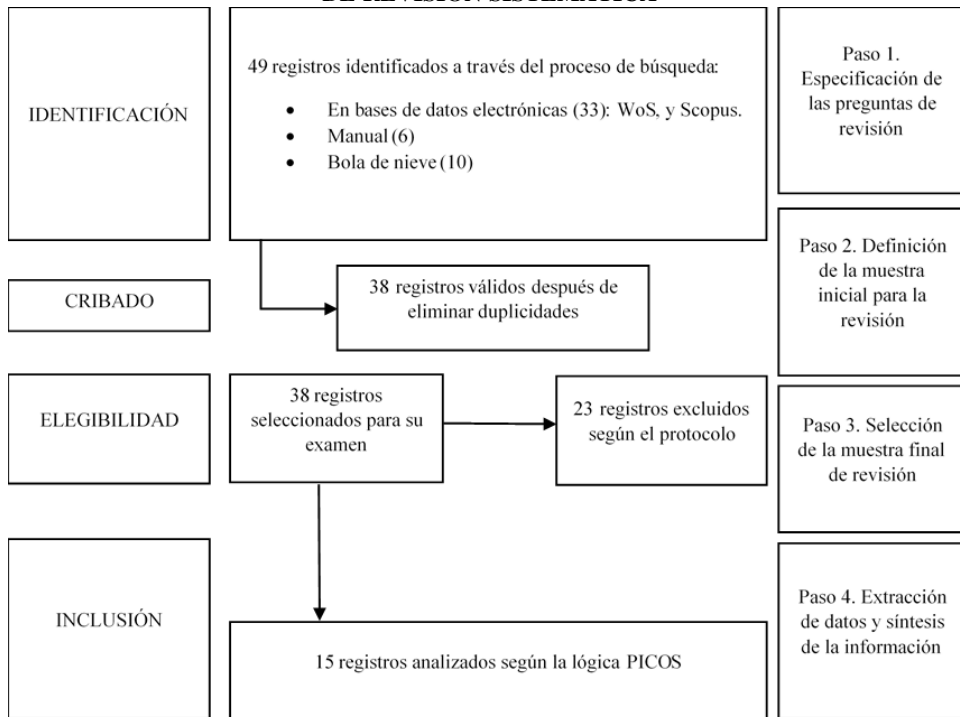 DE REVISIÓN SISTEMÁTICA
IDENTIFICACIÓN
49 registros identificados a través del proceso de búsqueda:
• En bases de datos electrónicas (33): WoS, y Scopus.
• Manual (6)
• Bola de nieve (10)
Paso 1.
Especificación de
las preguntas de
revisión
CRIBADO
38 registros válidos después de
eliminar duplicidades
Paso 2. Definición
de la muestra
inicial para la
revisión
ELEGIBILIDAD
38 registros
seleccionados para su
examen
23 registros excluidos
según el protocolo
Paso 3. Selección
de la muestra final
de revisión
INCLUSIÓN
15 registros analizados según la lógica PICOS
Paso 4. Extracción
de datos y síntesis
de la información